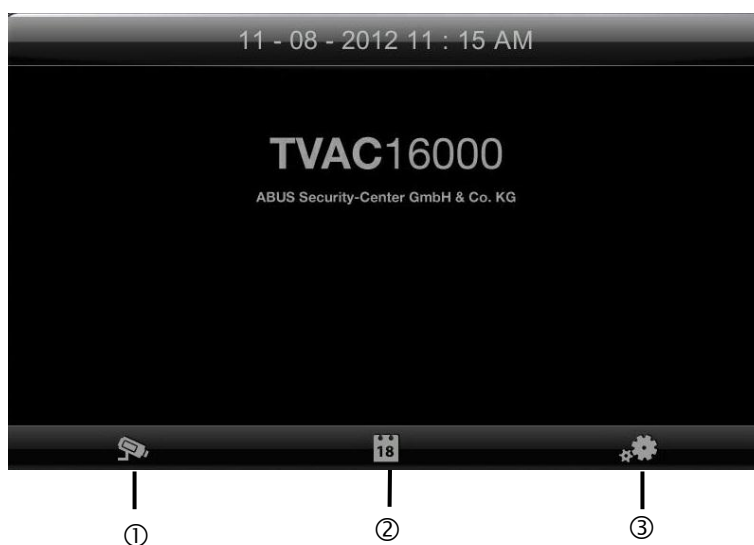 11 - 08 - 2012 11 : 15 AM
TVAC16000
ABUS Security-Center GmbH & Co. KG
18
① ② ③